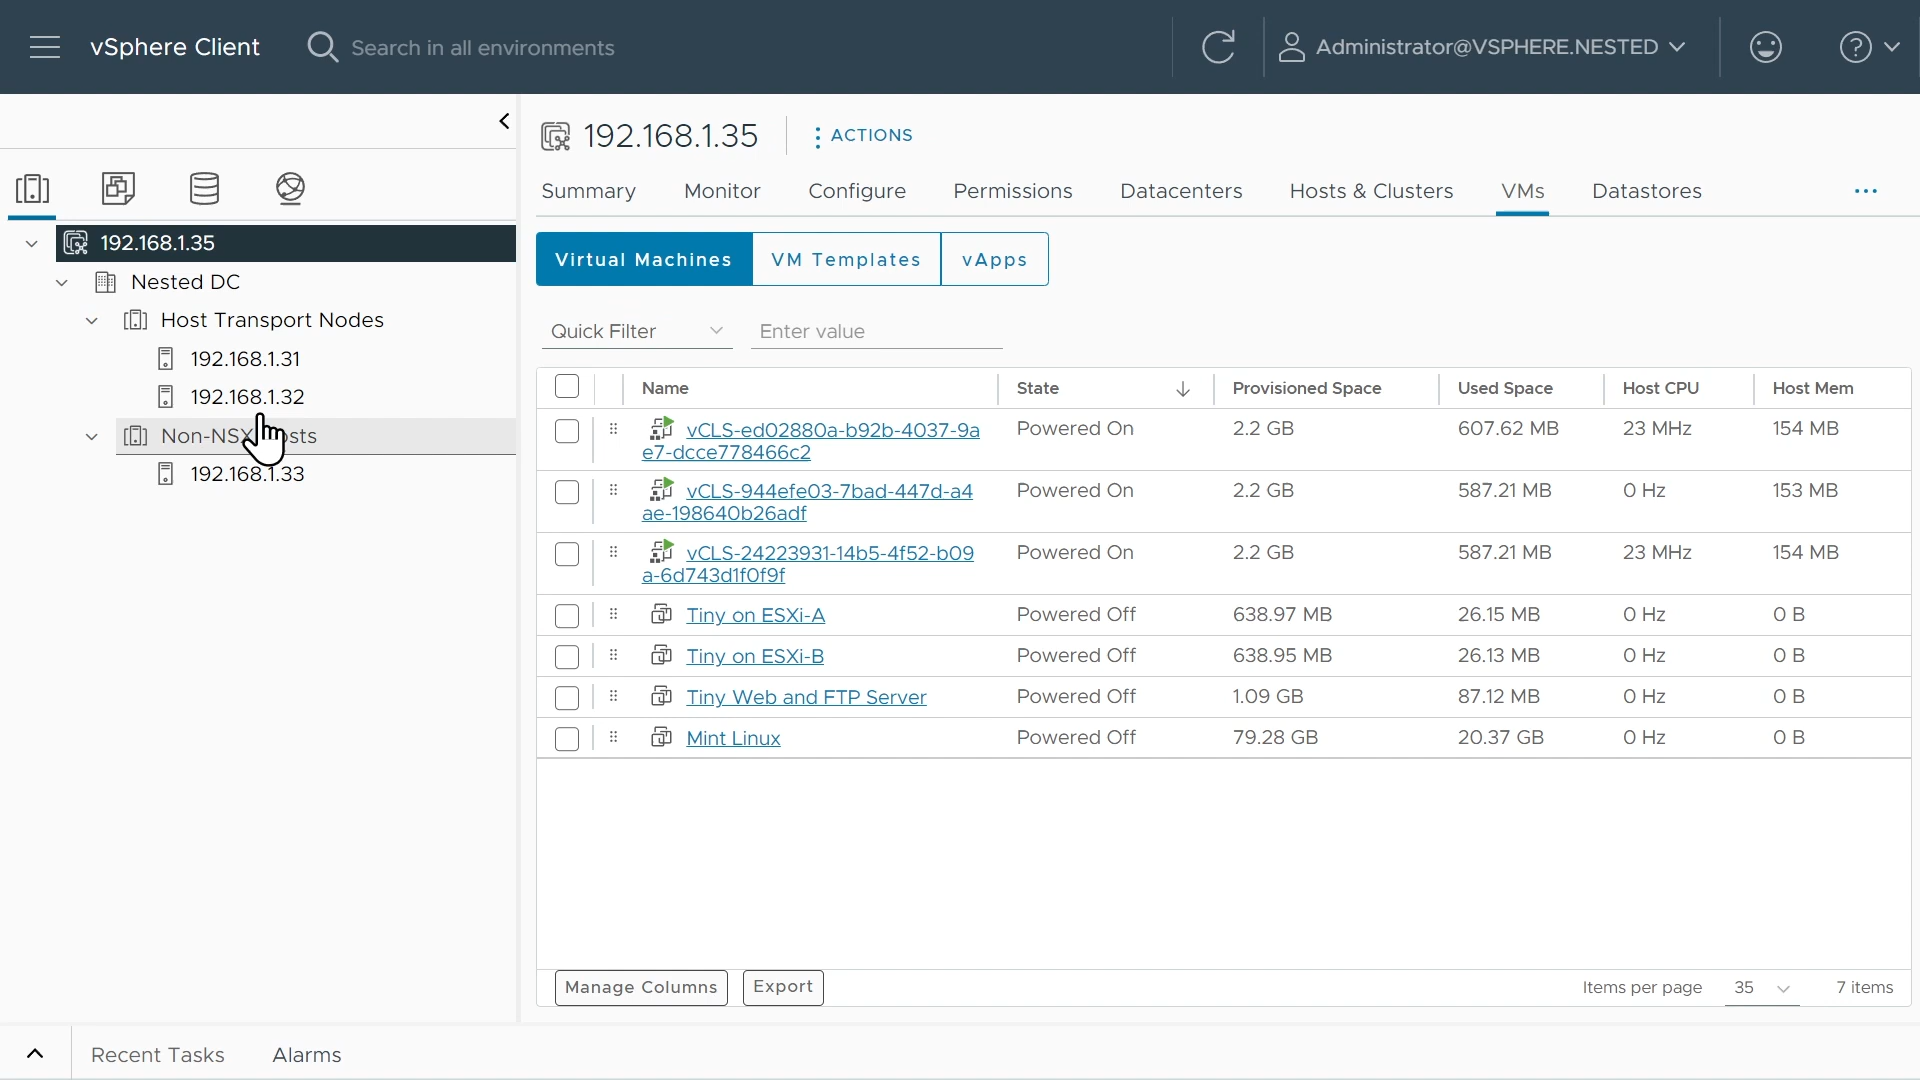 vSphere Client
Search in all environments
Administrator@VSPHERE.NESTED
192.168.1.35
Nested DC
Host Transport Nodes
192.168.1.31
192.168.1.32
192.168.1.33
192.168.1.35
ACTIONS
Summary Monitor Configure Permissions Datacenters Hosts & Clusters VMs Datastores
Virtual Machines VM Templates vApps
Quick Filter Enter value
Name State Provisioned Space Used Space Host CPU Host Mem
vCLS-ed02880a-b92b-4037-9a Powered On 2.2 GB 607.62 MB 23 MHz 154 MB
e7-dcce778466c2
vCLS-944efe03-7bad-447d-a4 Powered On 2.2 GB 587.21 MB 0 Hz 153 MB
ae-198640b26adf
vCLS-24223931-14b5-4f52-b09 Powered On 2.2 GB 587.21 MB 23 MHz 154 MB
a-6d743d1f0f9f
Tiny on ESXi-A Powered Off 638.97 MB 26.15 MB 0 Hz 0 B
Tiny on ESXi-B Powered Off 638.95 MB 26.13 MB 0 Hz 0 B
Tiny Web and FTP Server Powered Off 1.09 GB 87.12 MB 0 Hz 0 B
Mint Linux Powered Off 79.28 GB 20.37 GB 0 Hz 0 B
Manage Columns Export Items per page 35 7 items
Recent Tasks Alarms